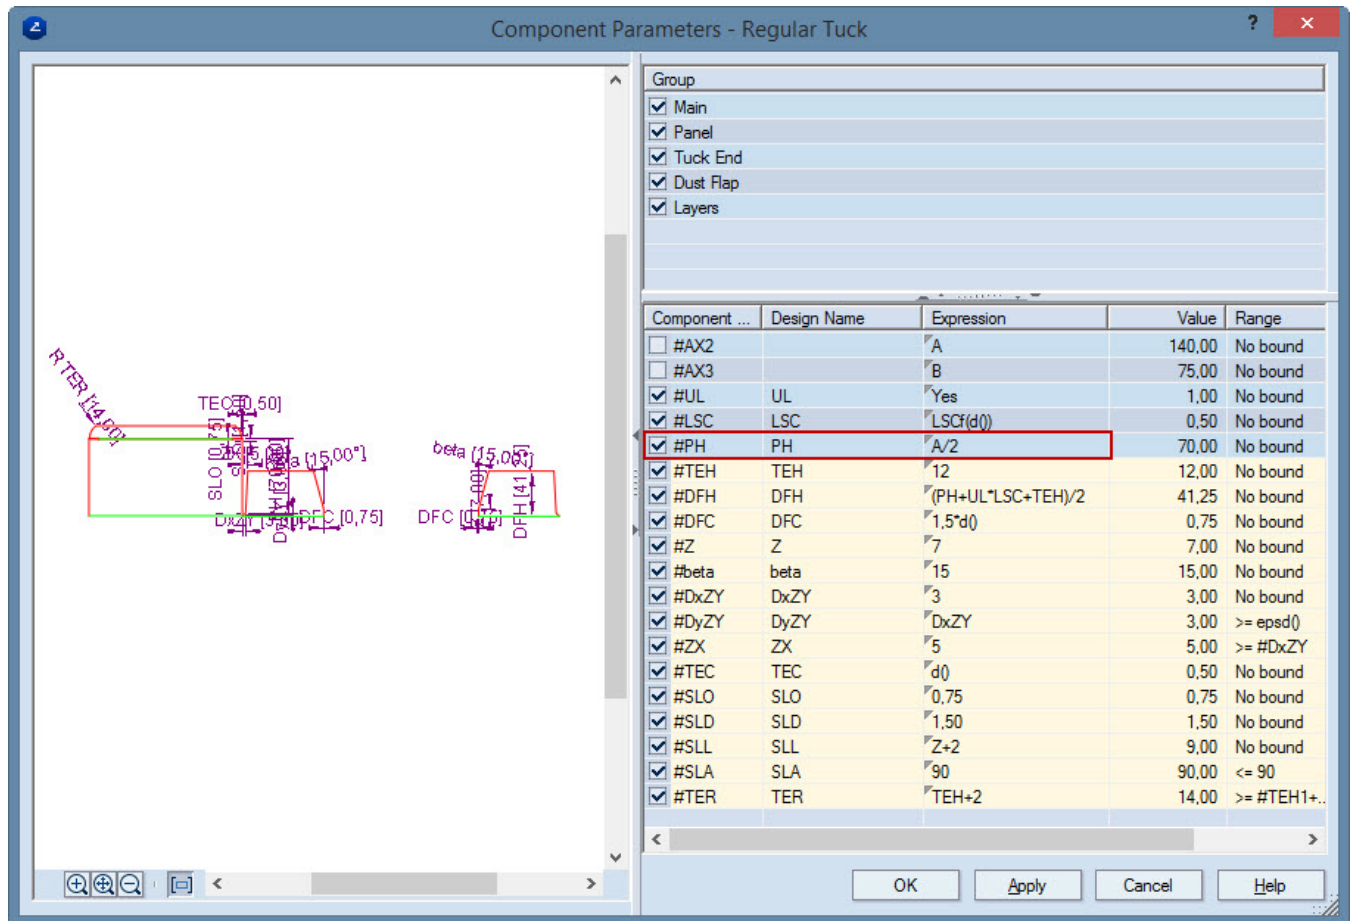 Component Parameters - Regular Tuck
?
Group
Main
Panel
Tuck End
Dust Flap
Layers
Component ... Design Name Expression Value Range
#AX2 A 140,00 No bound
#AX3 B 75,00 No bound
#UL UL Yes 1,00 No bound
#LSC LSC LSCf(d()) 0,50 No bound
#PH PH A/2 70,00 No bound
#TEH TEH 12 12,00 No bound
#DFH DFH (PH+UL*LSC+TEH)/2 41,25 No bound
#DFC DFC 1,5*d() 0,75 No bound
#Z Z 7 7,00 No bound
#beta beta 15 15,00 No bound
#DxZY DxZY 3 3,00 No bound
#DyZY DyZY DxZY 3,00 >= epsd()
#ZX ZX 5 5,00 >= #DxZY
#TEC TEC d() 0,50 No bound
#SLO SLO 0,75 0,75 No bound
#SLD SLD 1,50 1,50 No bound
#SLL SLL Z+2 9,00 No bound
#SLA SLA 90 90,00 <= 90
#TER TER TEH+2 14,00 >= #TEH1+..
R TER [14,00]
TEC [0,50]
SLO [0,75]
[15,00°]
beta [15,00°]
DFC [0,75]
DFC
DFH [41,25]
OK Apply Cancel Help